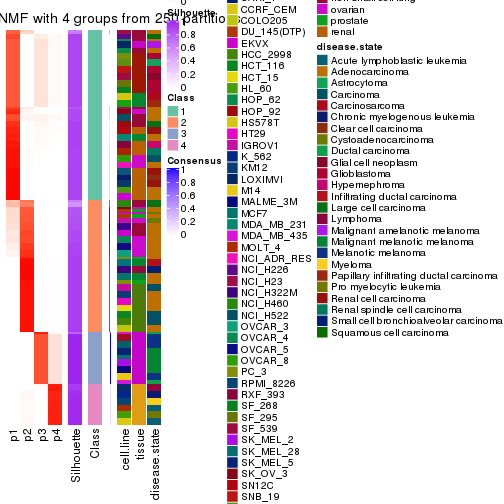 NMF with 4 groups from 250 partitio
Silhouette
1
0.8
0.6
0.4
0.2
0
Class
1
2
3
4
Consensus
1
0.8
0.6
0.4
0.2
0
p1
p2
p3
p4
Silhouette
Class
cell.line
tissue
disease.state
CCRF_CEM
COLO205
DU_145(DTP)
EKVX
HCC_2998
HCT_116
HCT_15
HL_60
HOP_62
HOP_92
HS578T
HT29
IGROV1
K_562
KM12
LOXIMVI
M14
MALME_3M
MCF7
MDA_MB_231
MDA_MB_435
MOLT_4
NCI_ADR_RES
NCI_H226
NCI_H23
NCI_H322M
NCI_H460
NCI_H522
OVCAR_3
OVCAR_4
OVCAR_5
OVCAR_8
PC_3
RPMI_8226
RXF_393
SF_268
SF_295
SF_539
SK_MEL_2
SK_MEL_28
SK_MEL_5
SK_OV_3
SN12C
SNB_19
ovarian
prostate
renal
disease.state
Acute lymphoblastic leukemia
Adenocarcinoma
Astrocytoma
Carcinoma
Carcinosarcoma
Chronic myelogenous leukemia
Clear cell carcinoma
Cystoadenocarcinoma
Ductal carcinoma
Glial cell neoplasm
Glioblastoma
Hypernephroma
Infiltrating ductal carcinoma
Large cell carcinoma
Lymphoma
Malignant amelanotic melanoma
Malignant melanotic melanoma
Melanotic melanoma
Myeloma
Papillary infiltrating ductal carcinoma
Pro myelocytic leukemia
Renal cell carcinoma
Renal spindle cell carcinoma
Small cell bronchioalveolar carcinoma
Squamous cell carcinoma